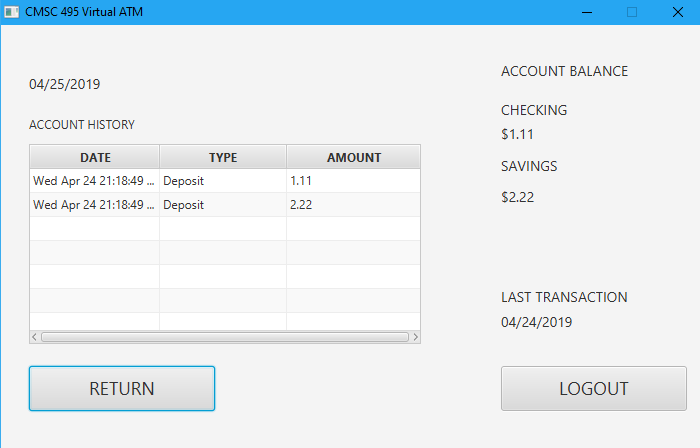 CMSC 495 Virtual ATM
04/25/2019
ACCOUNT HISTORY
DATE TYPE AMOUNT
Wed Apr 24 21:18:49 ... Deposit 1.11
Wed Apr 24 21:18:49 ... Deposit 2.22
RETURN
ACCOUNT BALANCE
CHECKING
$1.11
SAVINGS
$2.22
LAST TRANSACTION
04/24/2019
LOGOUT